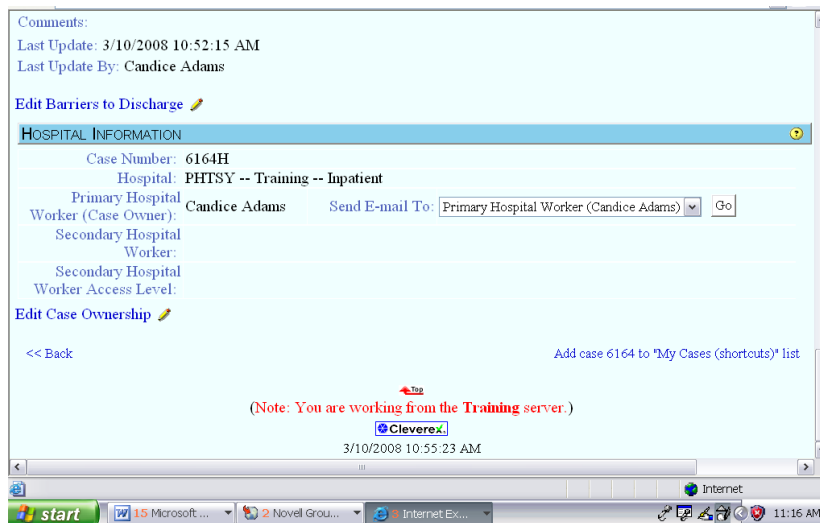 Comments:
Last Update: 3/10/2008 10:52:15 AM
Last Update By: Candice Adams
Edit Barriers to Discharge
HOSPITAL INFORMATION
Case Number: 6164H
Hospital: PHTSY -- Training -- Inpatient
Primary Hospital
Worker (Case Owner): Candice Adams Send E-mail To: Primary Hospital Worker (Candice Adams) Go
Secondary Hospital
Worker:
Secondary Hospital
Worker Access Level:
Edit Case Ownership
<< Back Add case 6164 to "My Cases (shortcuts)" list
Top
(Note: You are working from the Training server.)
Cleverex.
3/10/2008 10:55:23 AM
Internet
start 15 Microsoft ... 2 Novell Grou... 3 Internet Ex... 11:16 AM